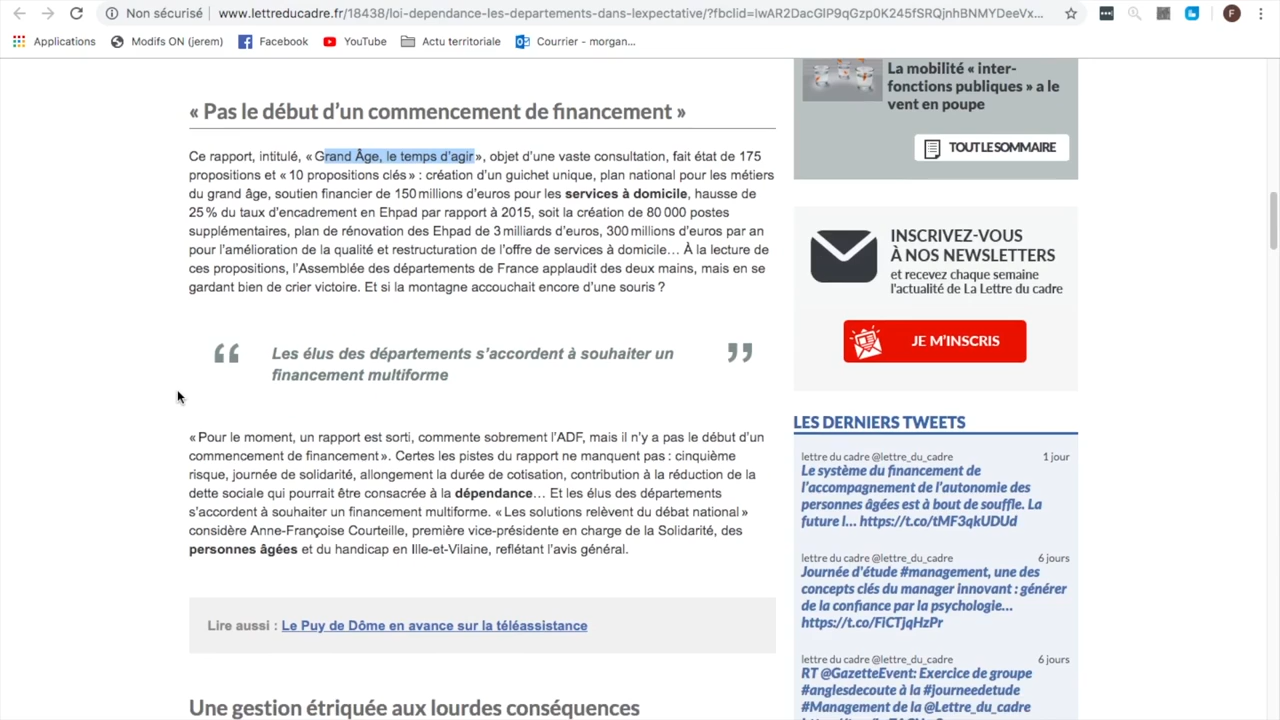 Non sécurisé | www.lettreducadre.fr/18438/loi-dependance-les-departements-dans-lexpectative/?fbclid=IwAR2DacGIP9qGzp0K245fSRQjnhBNMYDeeVx...
F
Applications Modifs ON (jerem) Facebook YouTube Actu territoriale Courrier - morgan...
« Pas le début d'un commencement de financement »
Ce rapport, intitulé, « Grand Âge, le temps d'agir », objet d'une vaste consultation, fait état de 175
propositions et « 10 propositions clés » : création d'un guichet unique, plan national pour les métiers
du grand âge, soutien financier de 150 millions d'euros pour les services à domicile, hausse de
25 % du taux d'encadrement en Ehpad par rapport à 2015, soit la création de 80 000 postes
supplémentaires, plan de rénovation des Ehpad de 3 milliards d'euros, 300 millions d'euros par an
pour l'amélioration de la qualité et restructuration de l'offre de services à domicile... À la lecture de
ces propositions, l'Assemblée des départements de France applaudit des deux mains, mais en se
gardant bien de crier victoire. Et si la montagne accouchait encore d'une souris ?
“ Les élus des départements s'accordent à souhaiter un ”
financement multiforme
« Pour le moment, un rapport est sorti, commente sobrement l'ADF, mais il n'y a pas le début d'un
commencement de financement ». Certes les pistes du rapport ne manquent pas : cinquième
risque, journée de solidarité, allongement la durée de cotisation, contribution à la réduction de la
dette sociale qui pourrait être consacrée à la dépendance... Et les élus des départements
s'accordent à souhaiter un financement multiforme. « Les solutions relèvent du débat national »
considère Anne-Françoise Courteille, première vice-présidente en charge de la Solidarité, des
personnes âgées et du handicap en Ille-et-Vilaine, reflétant l'avis général.
Lire aussi : Le Puy de Dôme en avance sur la téléassistance
Une gestion étriquée aux lourdes conséquences
La mobilité « inter-
fonctions publiques » a le
vent en poupe
TOUT LE SOMMAIRE
INSCRIVEZ-VOUS
À NOS NEWSLETTERS
et recevez chaque semaine
l'actualité de La Lettre du cadre
JE M'INSCRIS
LES DERNIERS TWEETS
lettre du cadre @lettre_du_cadre 1 jour
Le système du financement de
l'accompagnement de l'autonomie des
personnes âgées est à bout de souffle. La
future l... https://t.co/tMF3qkUDUd
lettre du cadre @lettre_du_cadre 6 jours
Journée d'étude #management, une des
concepts clés du manager innovant : générer
de la confiance par la psychologie...
https://t.co/FiCTjqHzPr
lettre du cadre @lettre_du_cadre 6 jours
RT @GazetteEvent: Exercice de groupe
#anglesdecoute à la #journeedetude
#Management de la @Lettre_du_cadre